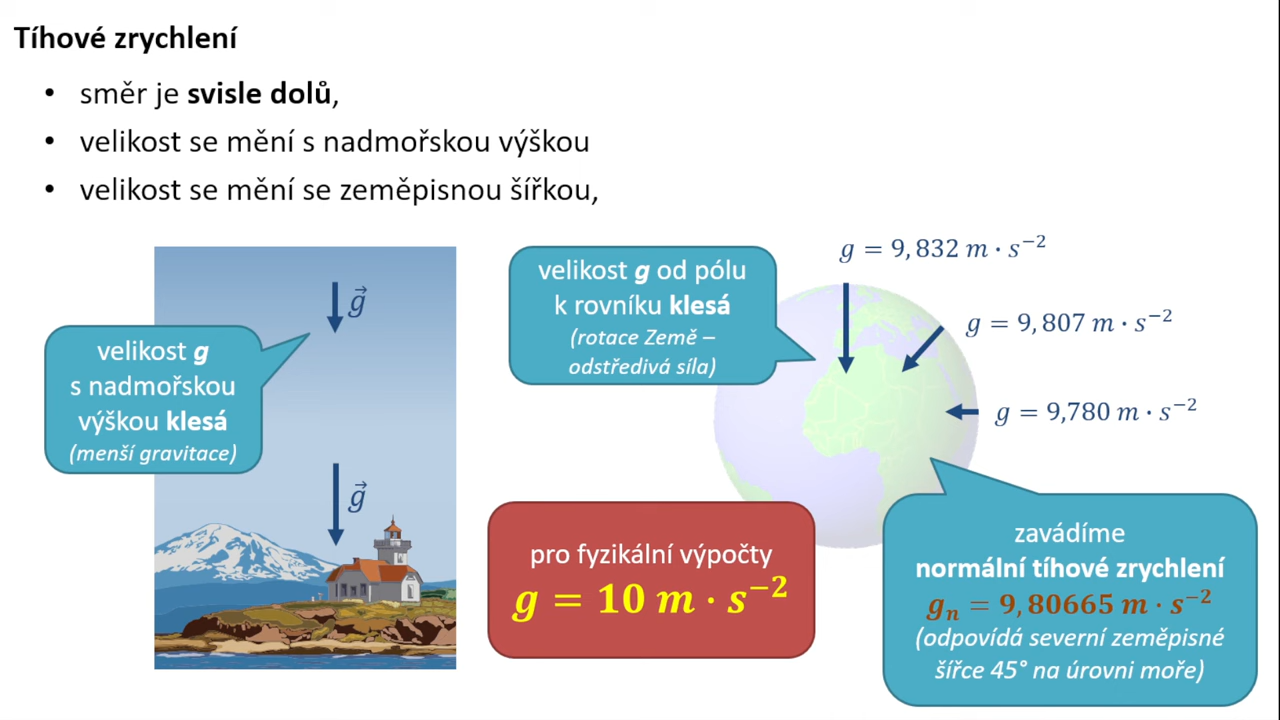 Tíhové zrychlení
• směr je svisle dolů,
• velikost se mění s nadmořskou výškou
• velikost se mění se zeměpisnou šířkou,
g⃗
velikost g
s nadmořskou
výškou klesá
(menší gravitace)
g⃗
velikost g od pólu
k rovníku klesá
(rotace Země –
odstředivá síla)
g = 9,832 m · s⁻²
g = 9,807 m · s⁻²
g = 9,780 m · s⁻²
pro fyzikální výpočty
g = 10 m · s⁻²
zavádíme
normální tíhové zrychlení
gₙ = 9,80665 m · s⁻²
(odpovídá severní zeměpisné
šířce 45° na úrovni moře)